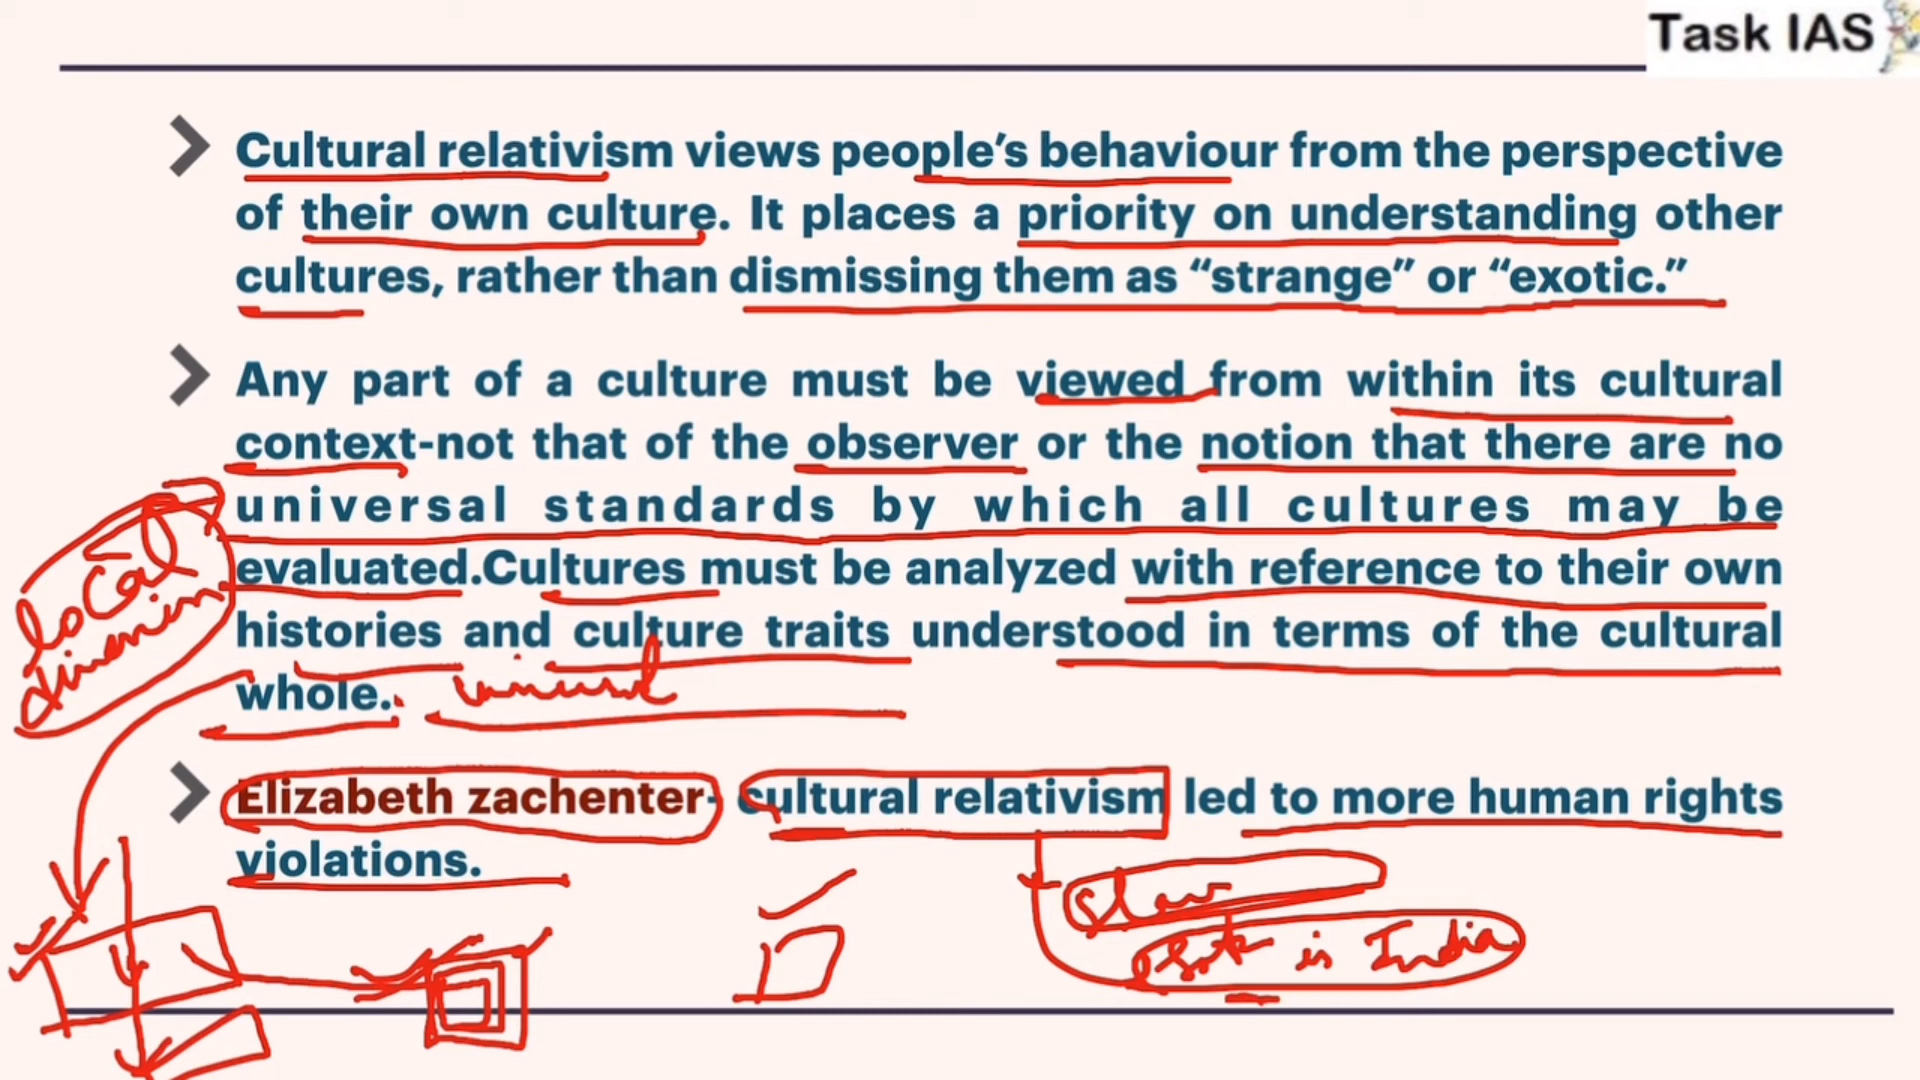 Task IAS
Cultural relativism views people’s behaviour from the perspective
of their own culture. It places a priority on understanding other
cultures, rather than dismissing them as “strange” or “exotic.”
Any part of a culture must be viewed from within its cultural
context-not that of the observer or the notion that there are no
universal standards by which all cultures may be
evaluated.Cultures must be analyzed with reference to their own
histories and culture traits understood in terms of the cultural
whole.
local
Elizabeth zachenter- cultural relativism led to more human rights
violations.
in India